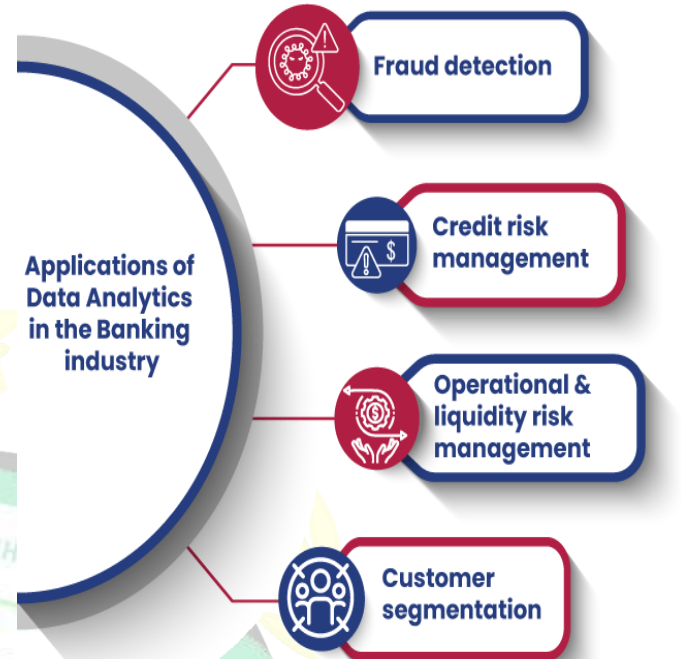 Fraud detection
Credit risk
management
Applications of
Data Analytics
in the Banking
industry
Operational &
liquidity risk
management
Customer
segmentation